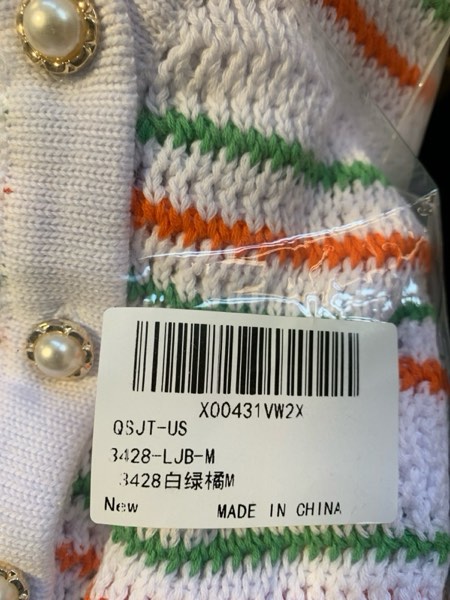 X00431VW2X
QSJT-US
3428-LJB-M
3428白绿橘M
New MADE IN CHINA